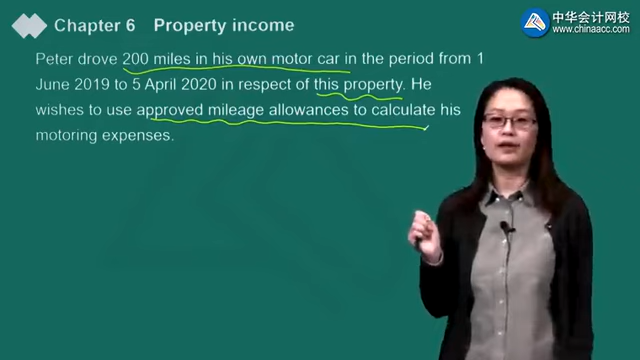 Chapter 6 Property income
中华会计网校
www.chinaacc.com
Peter drove 200 miles in his own motor car in the period from 1
June 2019 to 5 April 2020 in respect of this property. He
wishes to use approved mileage allowances to calculate his
motoring expenses.